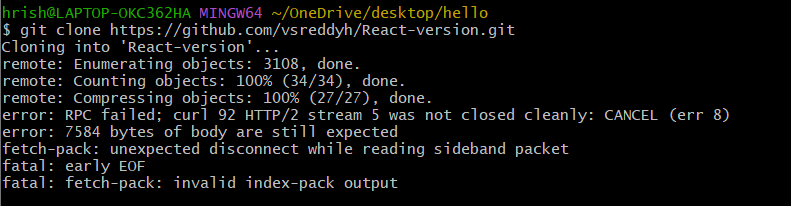 hrish@LAPTOP-OKC362HA MINGW64 ~/OneDrive/desktop/hello
$ git clone https://github.com/vsreddyh/React-version.git
Cloning into 'React-version'...
remote: Enumerating objects: 3108, done.
remote: Counting objects: 100% (34/34), done.
remote: Compressing objects: 100% (27/27), done.
error: RPC failed; curl 92 HTTP/2 stream 5 was not closed cleanly: CANCEL (err 8)
error: 7584 bytes of body are still expected
fetch-pack: unexpected disconnect while reading sideband packet
fatal: early EOF
fatal: fetch-pack: invalid index-pack output